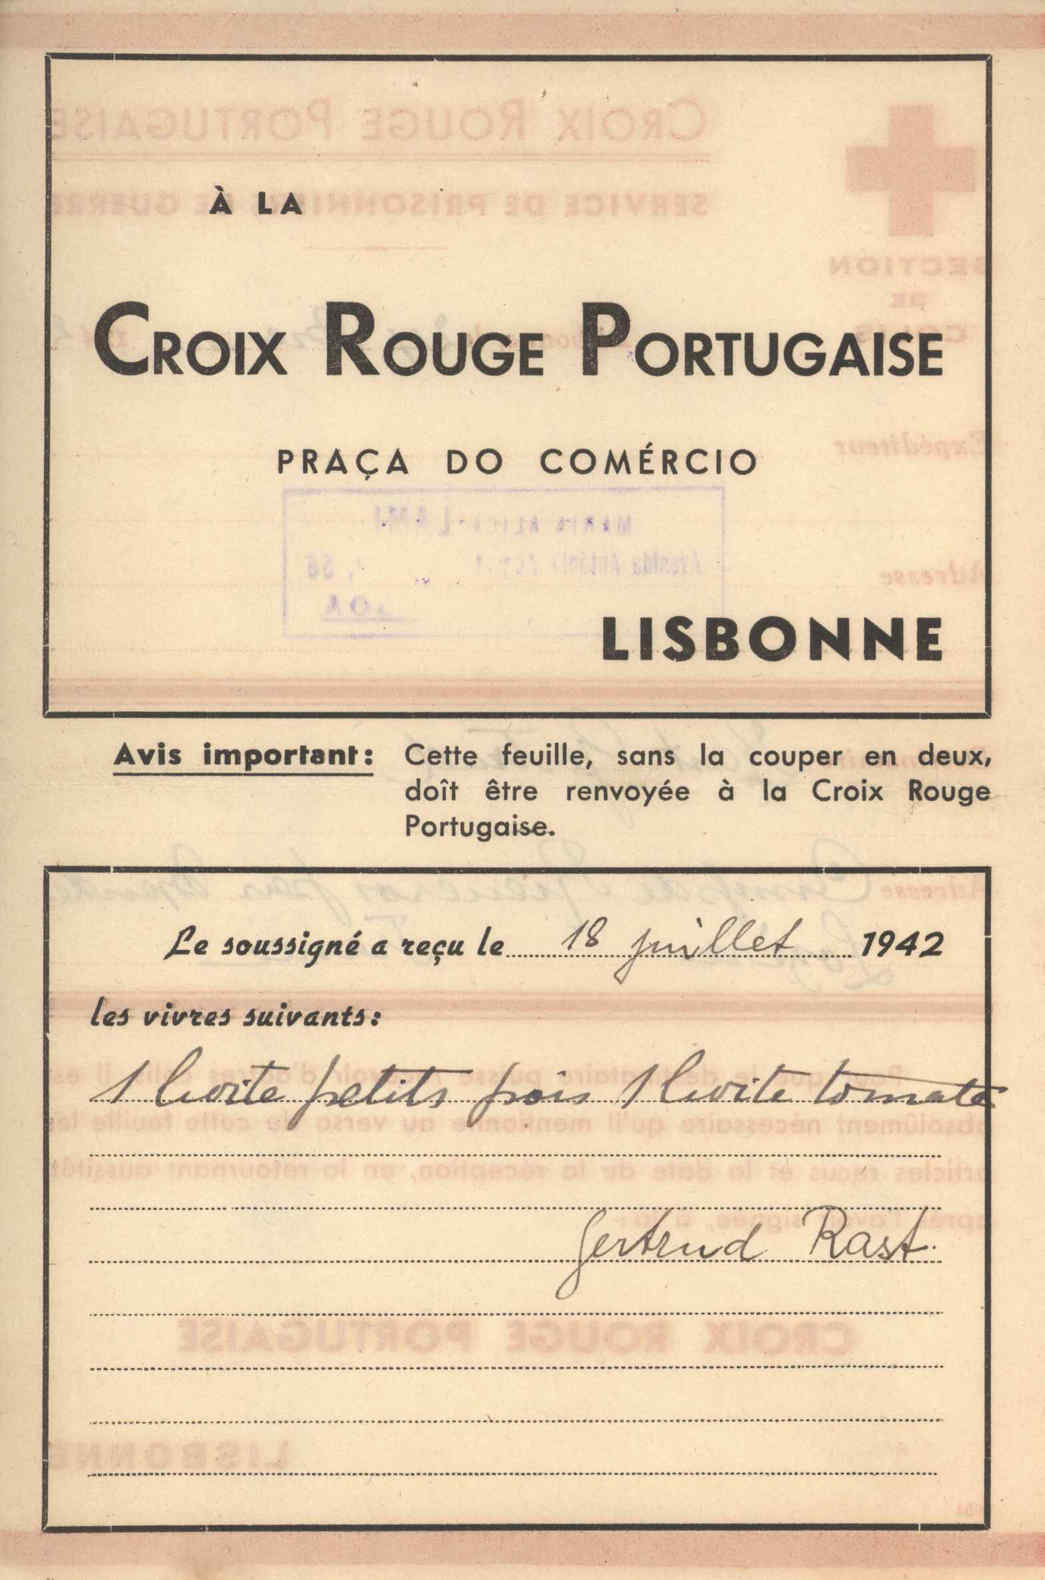 À LA
CROIX ROUGE PORTUGAISE
PRAÇA DO COMÉRCIO
LISBONNE
Avis important: Cette feuille, sans la couper en deux,
doît être renvoyée à la Croix Rouge
Portugaise.
Le soussigné a reçu le 18 juillet 1942
les vivres suivants:
1 boite petits pois 1 boite tomate
Gertrud Rast.